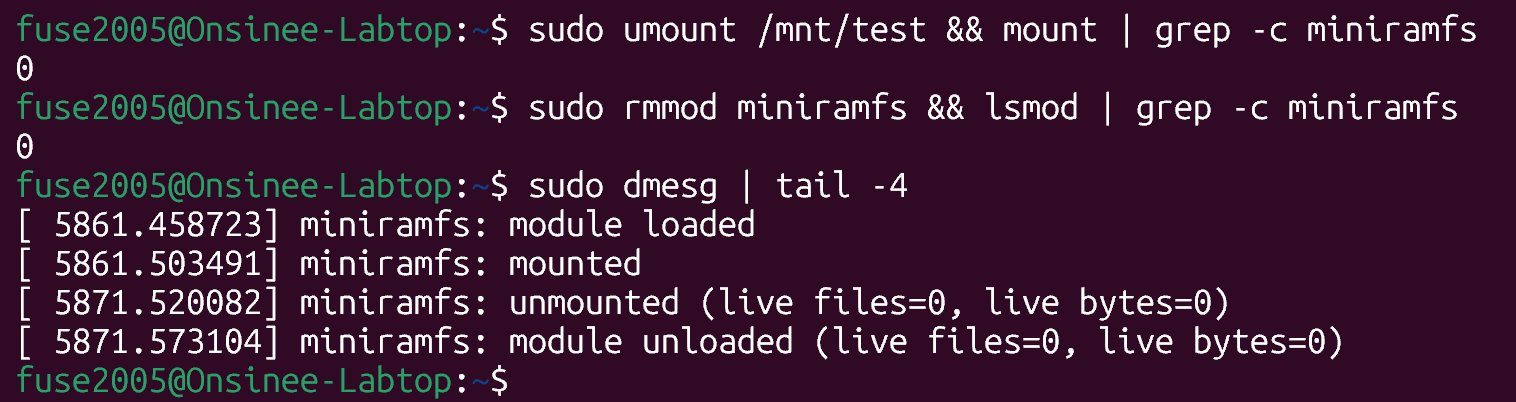 fuse2005@Onsinee-Labtop:~$ sudo umount /mnt/test && mount | grep -c miniramfs
0
fuse2005@Onsinee-Labtop:~$ sudo rmmod miniramfs && lsmod | grep -c miniramfs
0
fuse2005@Onsinee-Labtop:~$ sudo dmesg | tail -4
[ 5861.458723] miniramfs: module loaded
[ 5861.503491] miniramfs: mounted
[ 5871.520082] miniramfs: unmounted (live files=0, live bytes=0)
[ 5871.573104] miniramfs: module unloaded (live files=0, live bytes=0)
fuse2005@Onsinee-Labtop:~$